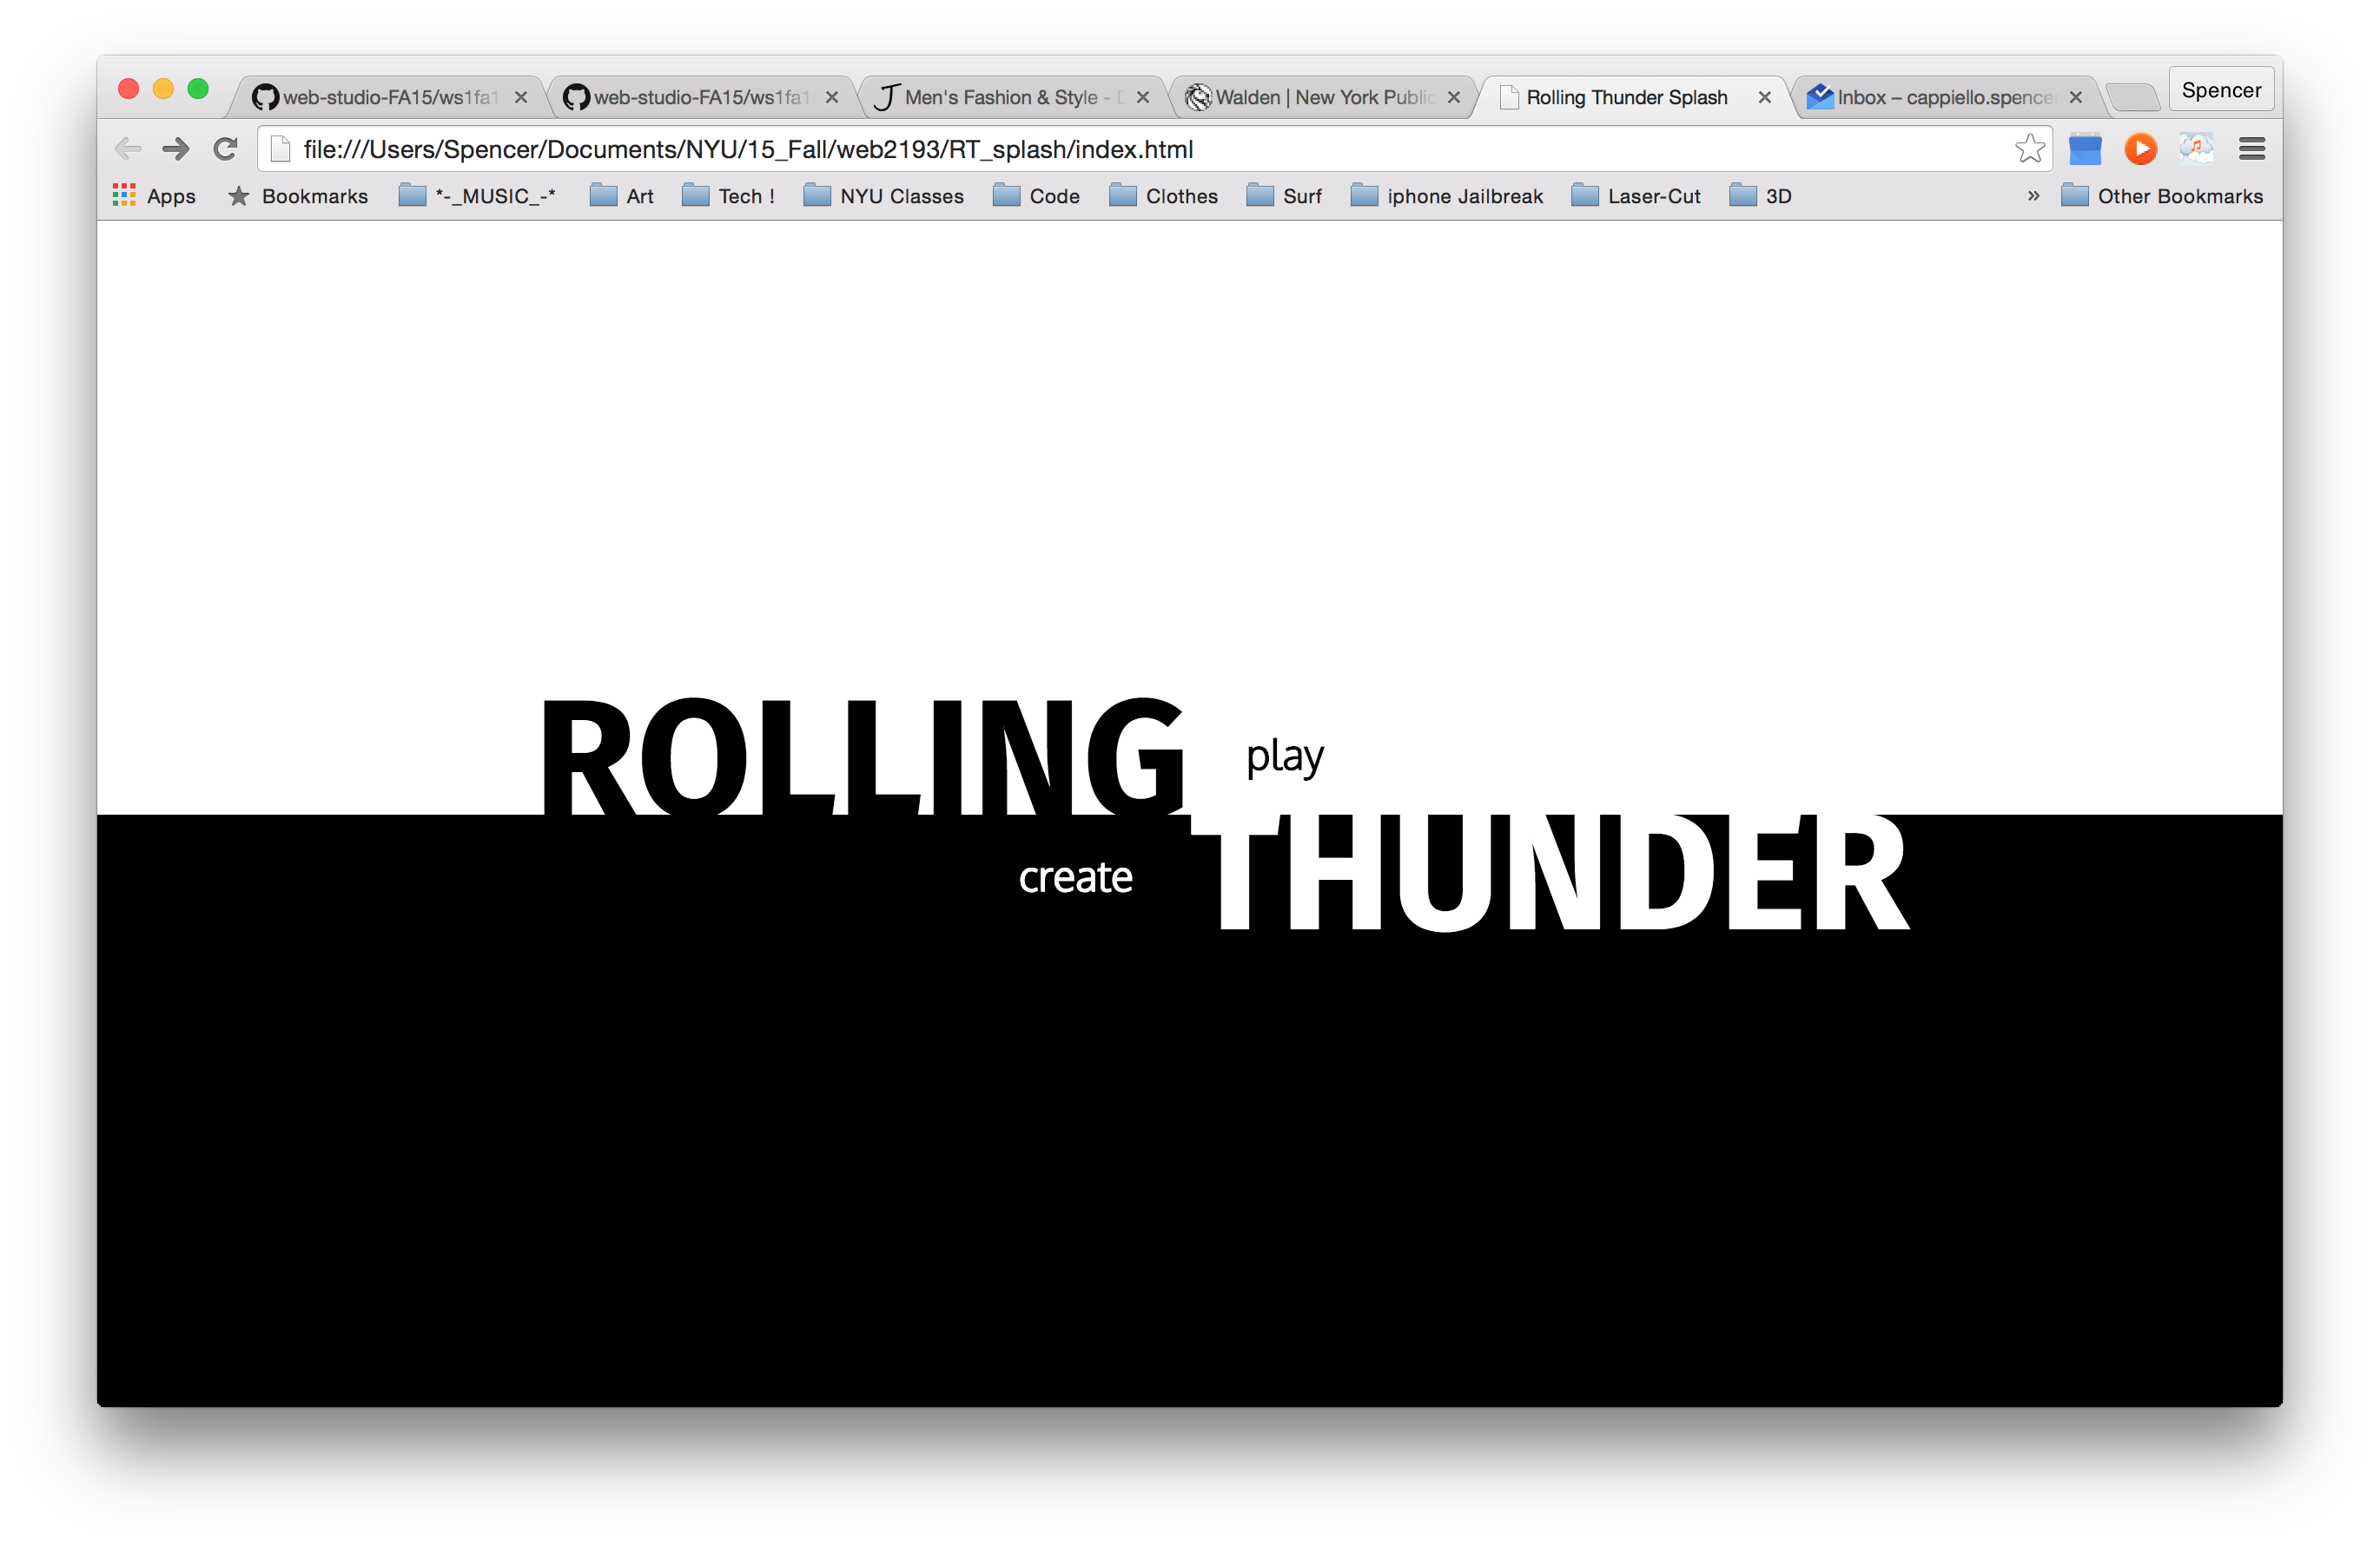 web-studio-FA15/ws1fa1
web-studio-FA15/ws1fa1
Men's Fashion & Style -
Walden | New York Public
Rolling Thunder Splash
Inbox – cappiello.spencer
Spencer
file:///Users/Spencer/Documents/NYU/15_Fall/web2193/RT_splash/index.html
Apps
Bookmarks
*-_MUSIC_-*
Art
Tech !
NYU Classes
Code
Clothes
Surf
iphone Jailbreak
Laser-Cut
3D
»
Other Bookmarks
ROLLING
play
create
THUNDER